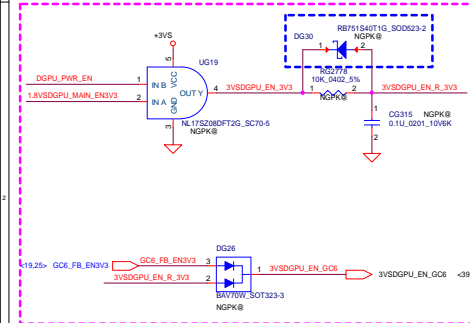 RB751S40T1G_SOD523-2
DG30 NGPK@
1 2
+3VS
UG19
5
RG2778
10K_0402_5%
DGPU_PWR_EN 1 IN B VCC
OUT Y 4 3VSDGPU_EN_3V3 1 2 3VSDGPU_EN_R_3V3
NGPK@
1.8VSDGPU_MAIN_EN3V3 2 IN A GND
3
NL17SZ08DFT2G_SC70-5
NGPK@
1
CG315 NGPK@
0.1U_0201_10V6K
2
2
DG26
<19,25> GC6_FB_EN3V3 GC6_FB_EN3V3 3
1 3VSDGPU_EN_GC6 3VSDGPU_EN_GC6 <39
3VSDGPU_EN_R_3V3 2
BAV70W_SOT323-3
NGPK@